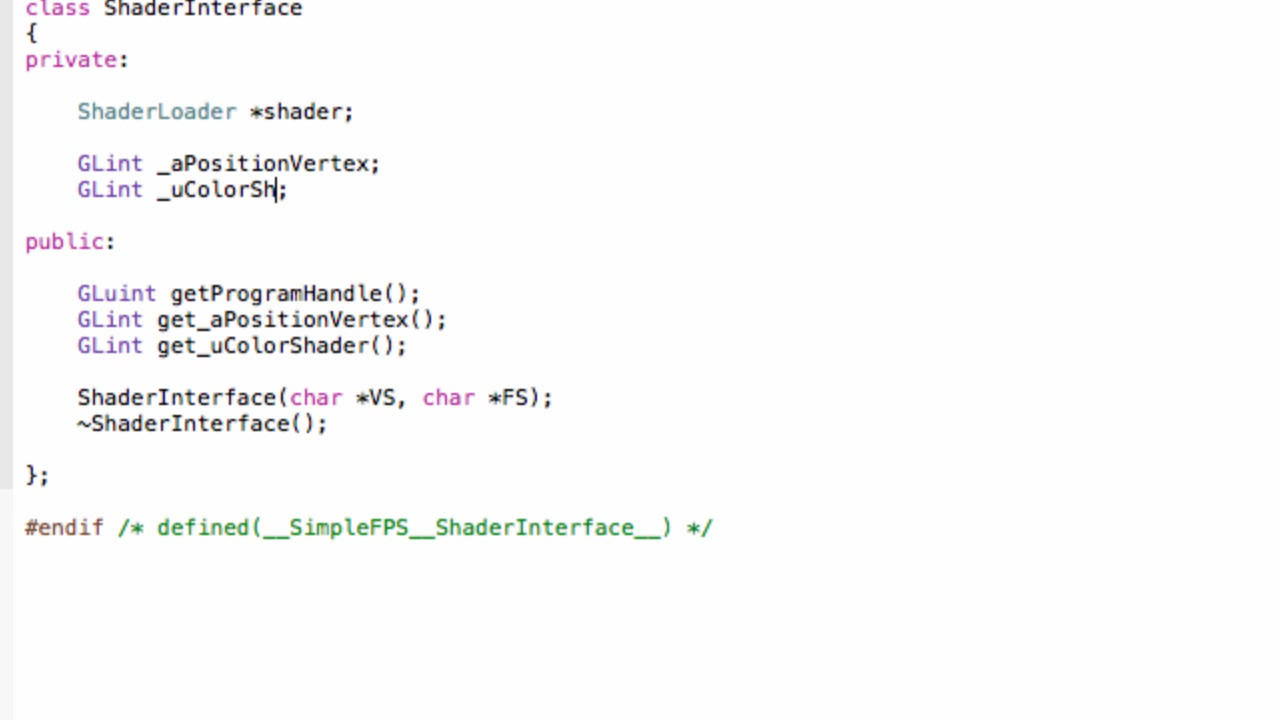 class ShaderInterface
{
private:
    ShaderLoader *shader;
    GLint _aPositionVertex;
    GLint _uColorSh;
public:
    GLuint getProgramHandle();
    GLint get_aPositionVertex();
    GLint get_uColorShader();
    ShaderInterface(char *VS, char *FS);
    ~ShaderInterface();
};
#endif /* defined(__SimpleFPS__ShaderInterface__) */